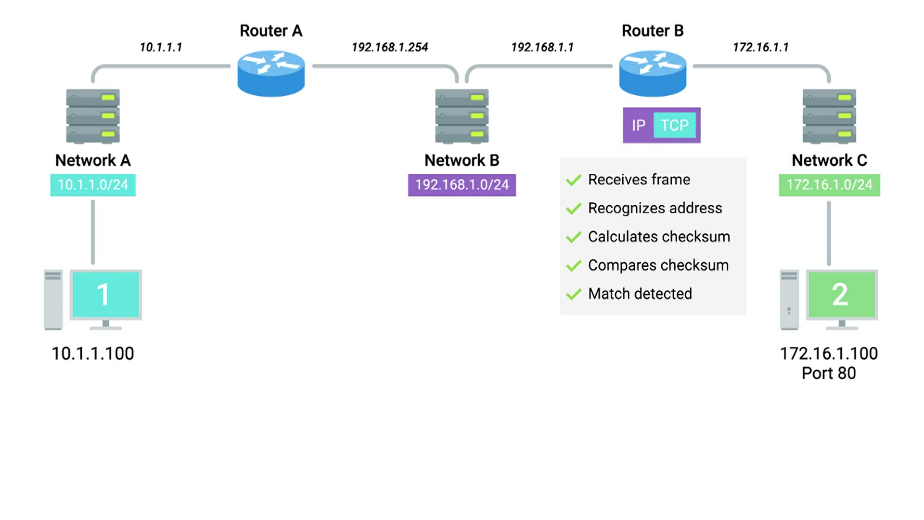 Router A
Router B
10.1.1.1
192.168.1.254
192.168.1.1
172.16.1.1
IP TCP
Network A
Network B
Network C
10.1.1.0/24
192.168.1.0/24
172.16.1.0/24
Receives frame
Recognizes address
Calculates checksum
Compares checksum
Match detected
1
2
10.1.1.100
172.16.1.100
Port 80